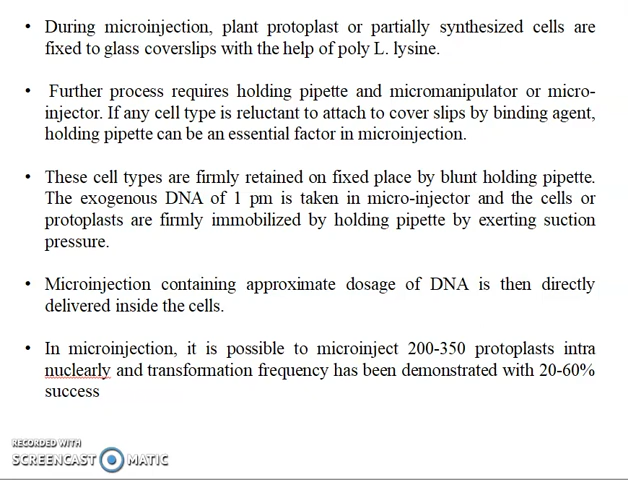 • During microinjection, plant protoplast or partially synthesized cells are
fixed to glass coverslips with the help of poly L. lysine.
• Further process requires holding pipette and micromanipulator or micro-
injector. If any cell type is reluctant to attach to cover slips by binding agent,
holding pipette can be an essential factor in microinjection.
• These cell types are firmly retained on fixed place by blunt holding pipette.
The exogenous DNA of 1 pm is taken in micro-injector and the cells or
protoplasts are firmly immobilized by holding pipette by exerting suction
pressure.
• Microinjection containing approximate dosage of DNA is then directly
delivered inside the cells.
• In microinjection, it is possible to microinject 200-350 protoplasts intra
nuclearly and transformation frequency has been demonstrated with 20-60%
success
RECORDED WITH
SCREENCAST MATIC